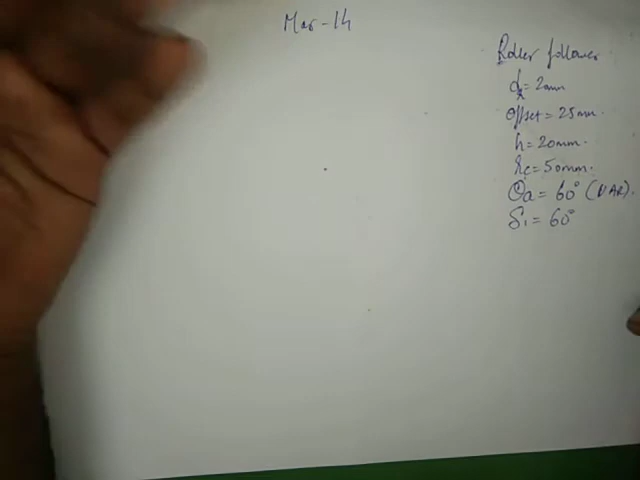 Mar-14
Roller follower
dr = 2mm
Offset = 25mm.
h = 20mm.
rc = 50mm.
θa = 60° (UAR).
δ1 = 60°